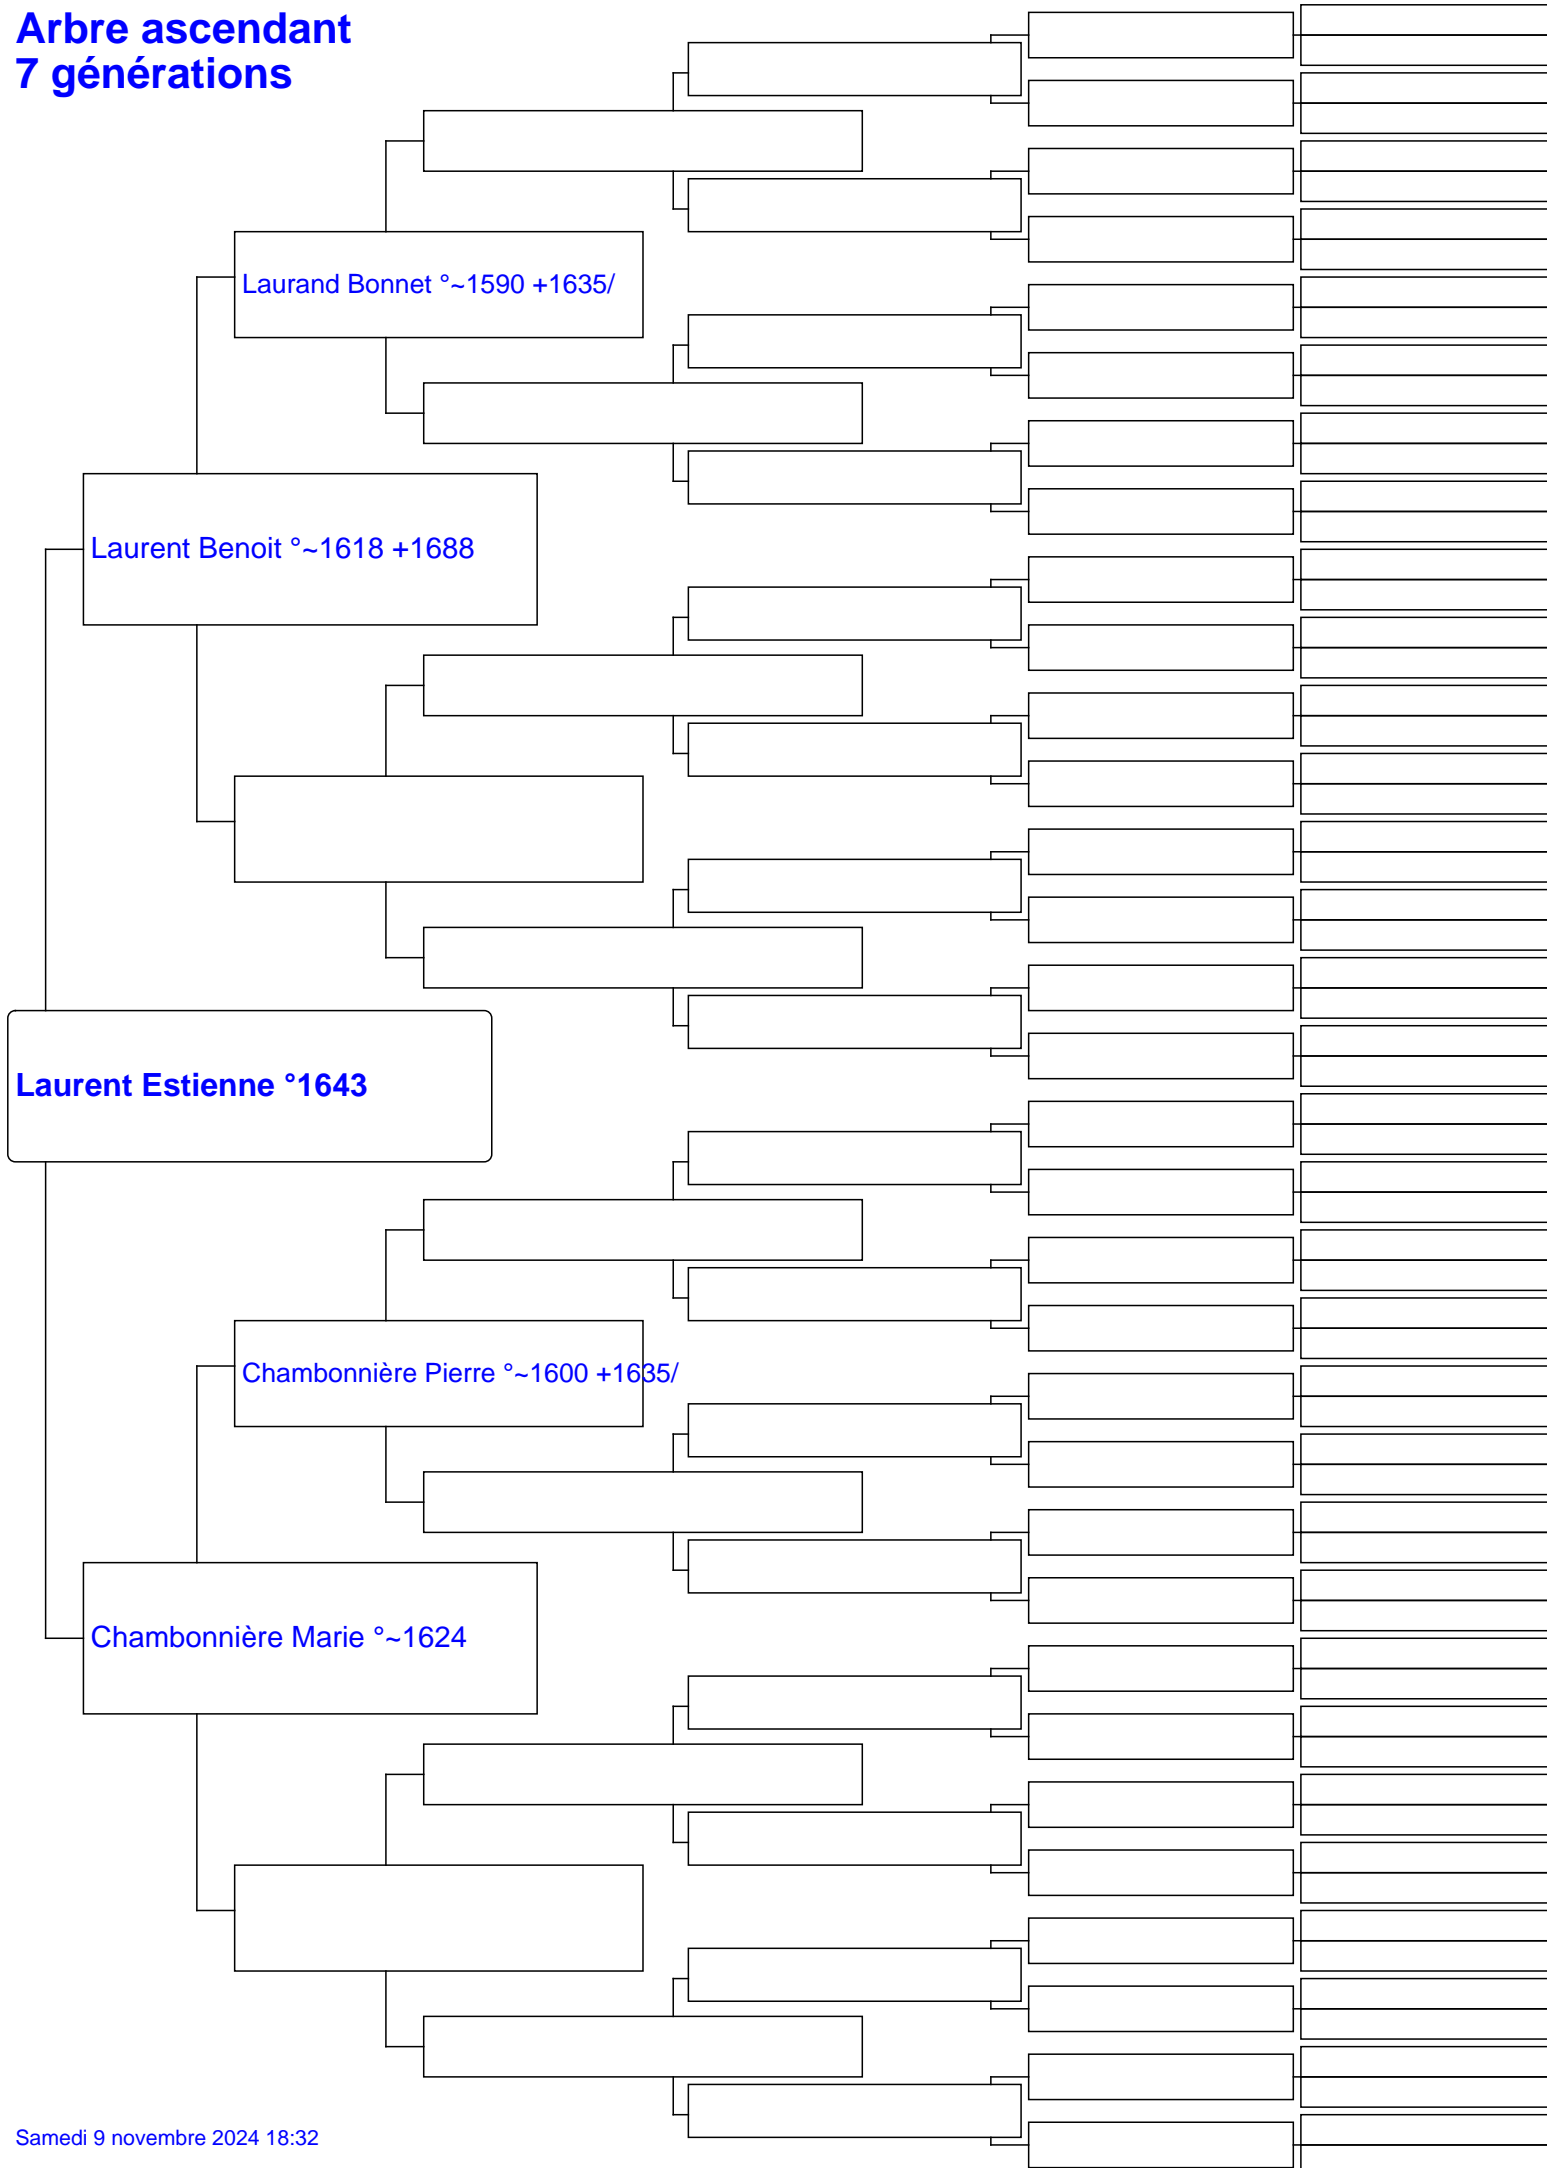 Arbre ascendant
7 générations
Laurand Bonnet °~1590 +1635/
Laurent Benoit °~1618 +1688
Laurent Estienne °1643
Chambonnière Pierre °~1600 +1635/
Chambonnière Marie °~1624
Samedi 9 novembre 2024 18:32